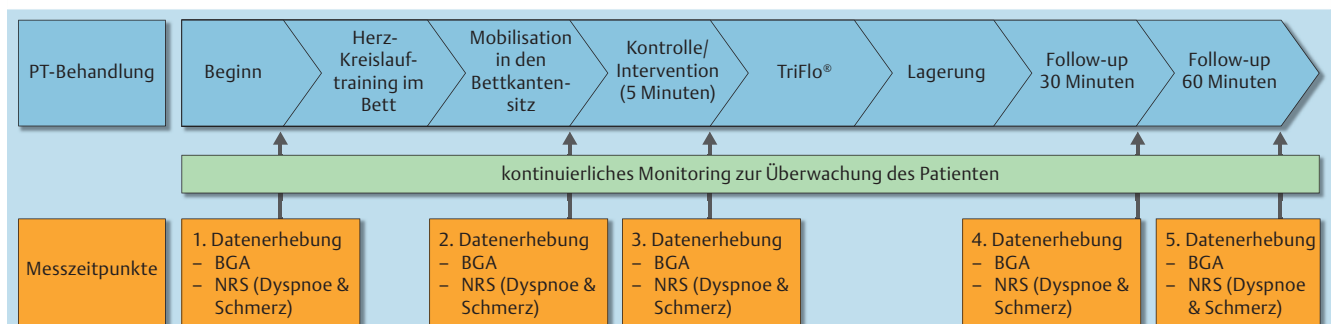 PT-Behandlung
Beginn
Herz-
Kreislauf-
training im
Bett
Mobilisation
in den
Bettkanten-
sitz
Kontrolle/
Intervention
(5 Minuten)
TriFlo®
Lagerung
Follow-up
30 Minuten
Follow-up
60 Minuten
kontinuierliches Monitoring zur Überwachung des Patienten
Messzeitpunkte
1. Datenerhebung
– BGA
– NRS (Dyspnoe &
Schmerz)
2. Datenerhebung
– BGA
– NRS (Dyspnoe &
Schmerz)
3. Datenerhebung
– BGA
– NRS (Dyspnoe &
Schmerz)
4. Datenerhebung
– BGA
– NRS (Dyspnoe &
Schmerz)
5. Datenerhebung
– BGA
– NRS (Dyspnoe
& Schmerz)